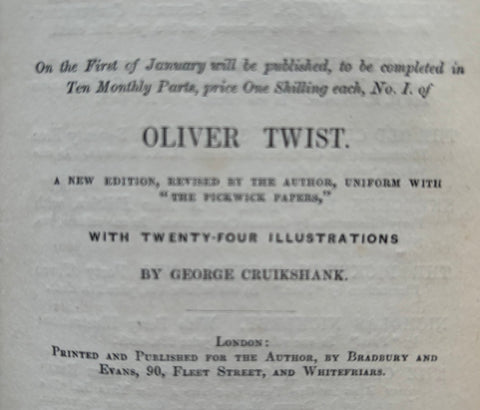 On the First of January will be published, to be completed in
Ten Monthly Parts, price One Shilling each, No. I. of
OLIVER TWIST.
A NEW EDITION, REVISED BY THE AUTHOR, UNIFORM WITH
"THE PICKWICK PAPERS,"
WITH TWENTY-FOUR ILLUSTRATIONS
BY GEORGE CRUIKSHANK.
London:
Printed and Published for the Author, by Bradbury and
Evans, 90, Fleet Street, and Whitefriars.